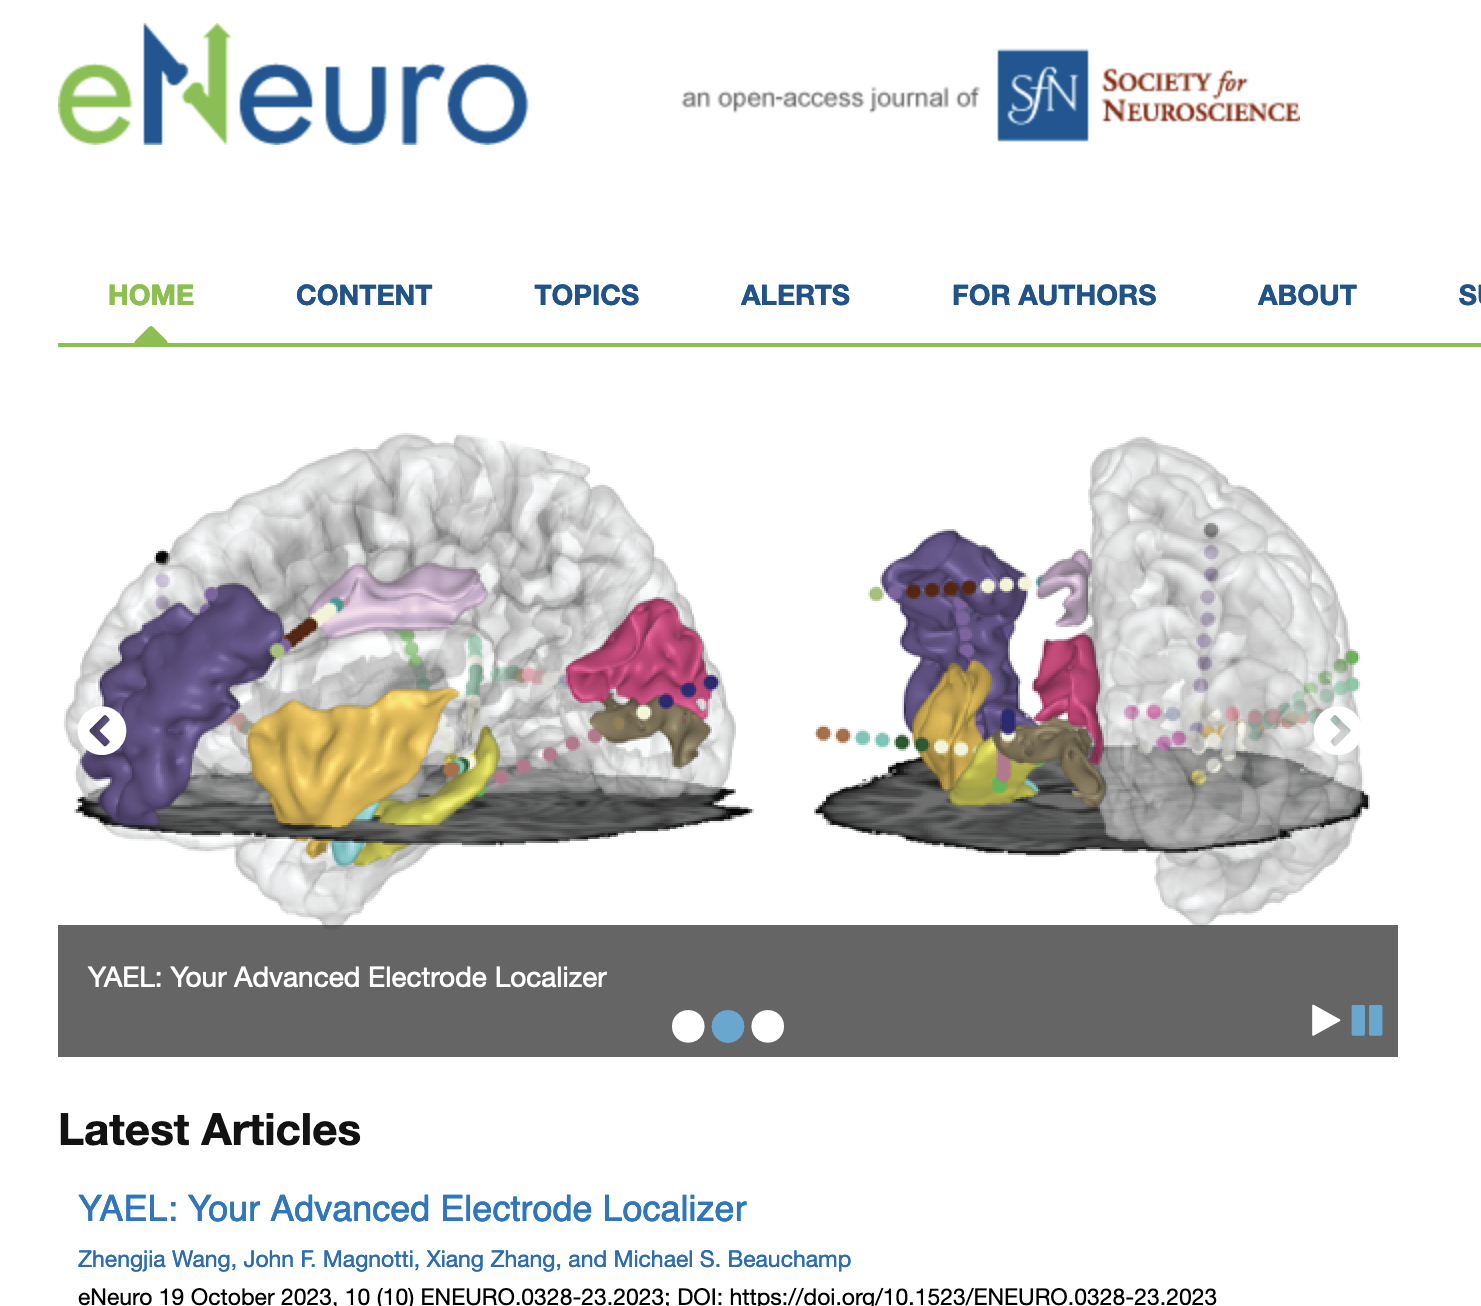 eNeuro
an open-access journal of
SfN
SOCIETY for
NEUROSCIENCE
HOME CONTENT TOPICS ALERTS FOR AUTHORS ABOUT
YAEL: Your Advanced Electrode Localizer
Latest Articles
YAEL: Your Advanced Electrode Localizer
Zhengjia Wang, John F. Magnotti, Xiang Zhang, and Michael S. Beauchamp
eNeuro 19 October 2023, 10 (10) ENEURO.0328-23.2023; DOI: https://doi.org/10.1523/ENEURO.0328-23.2023